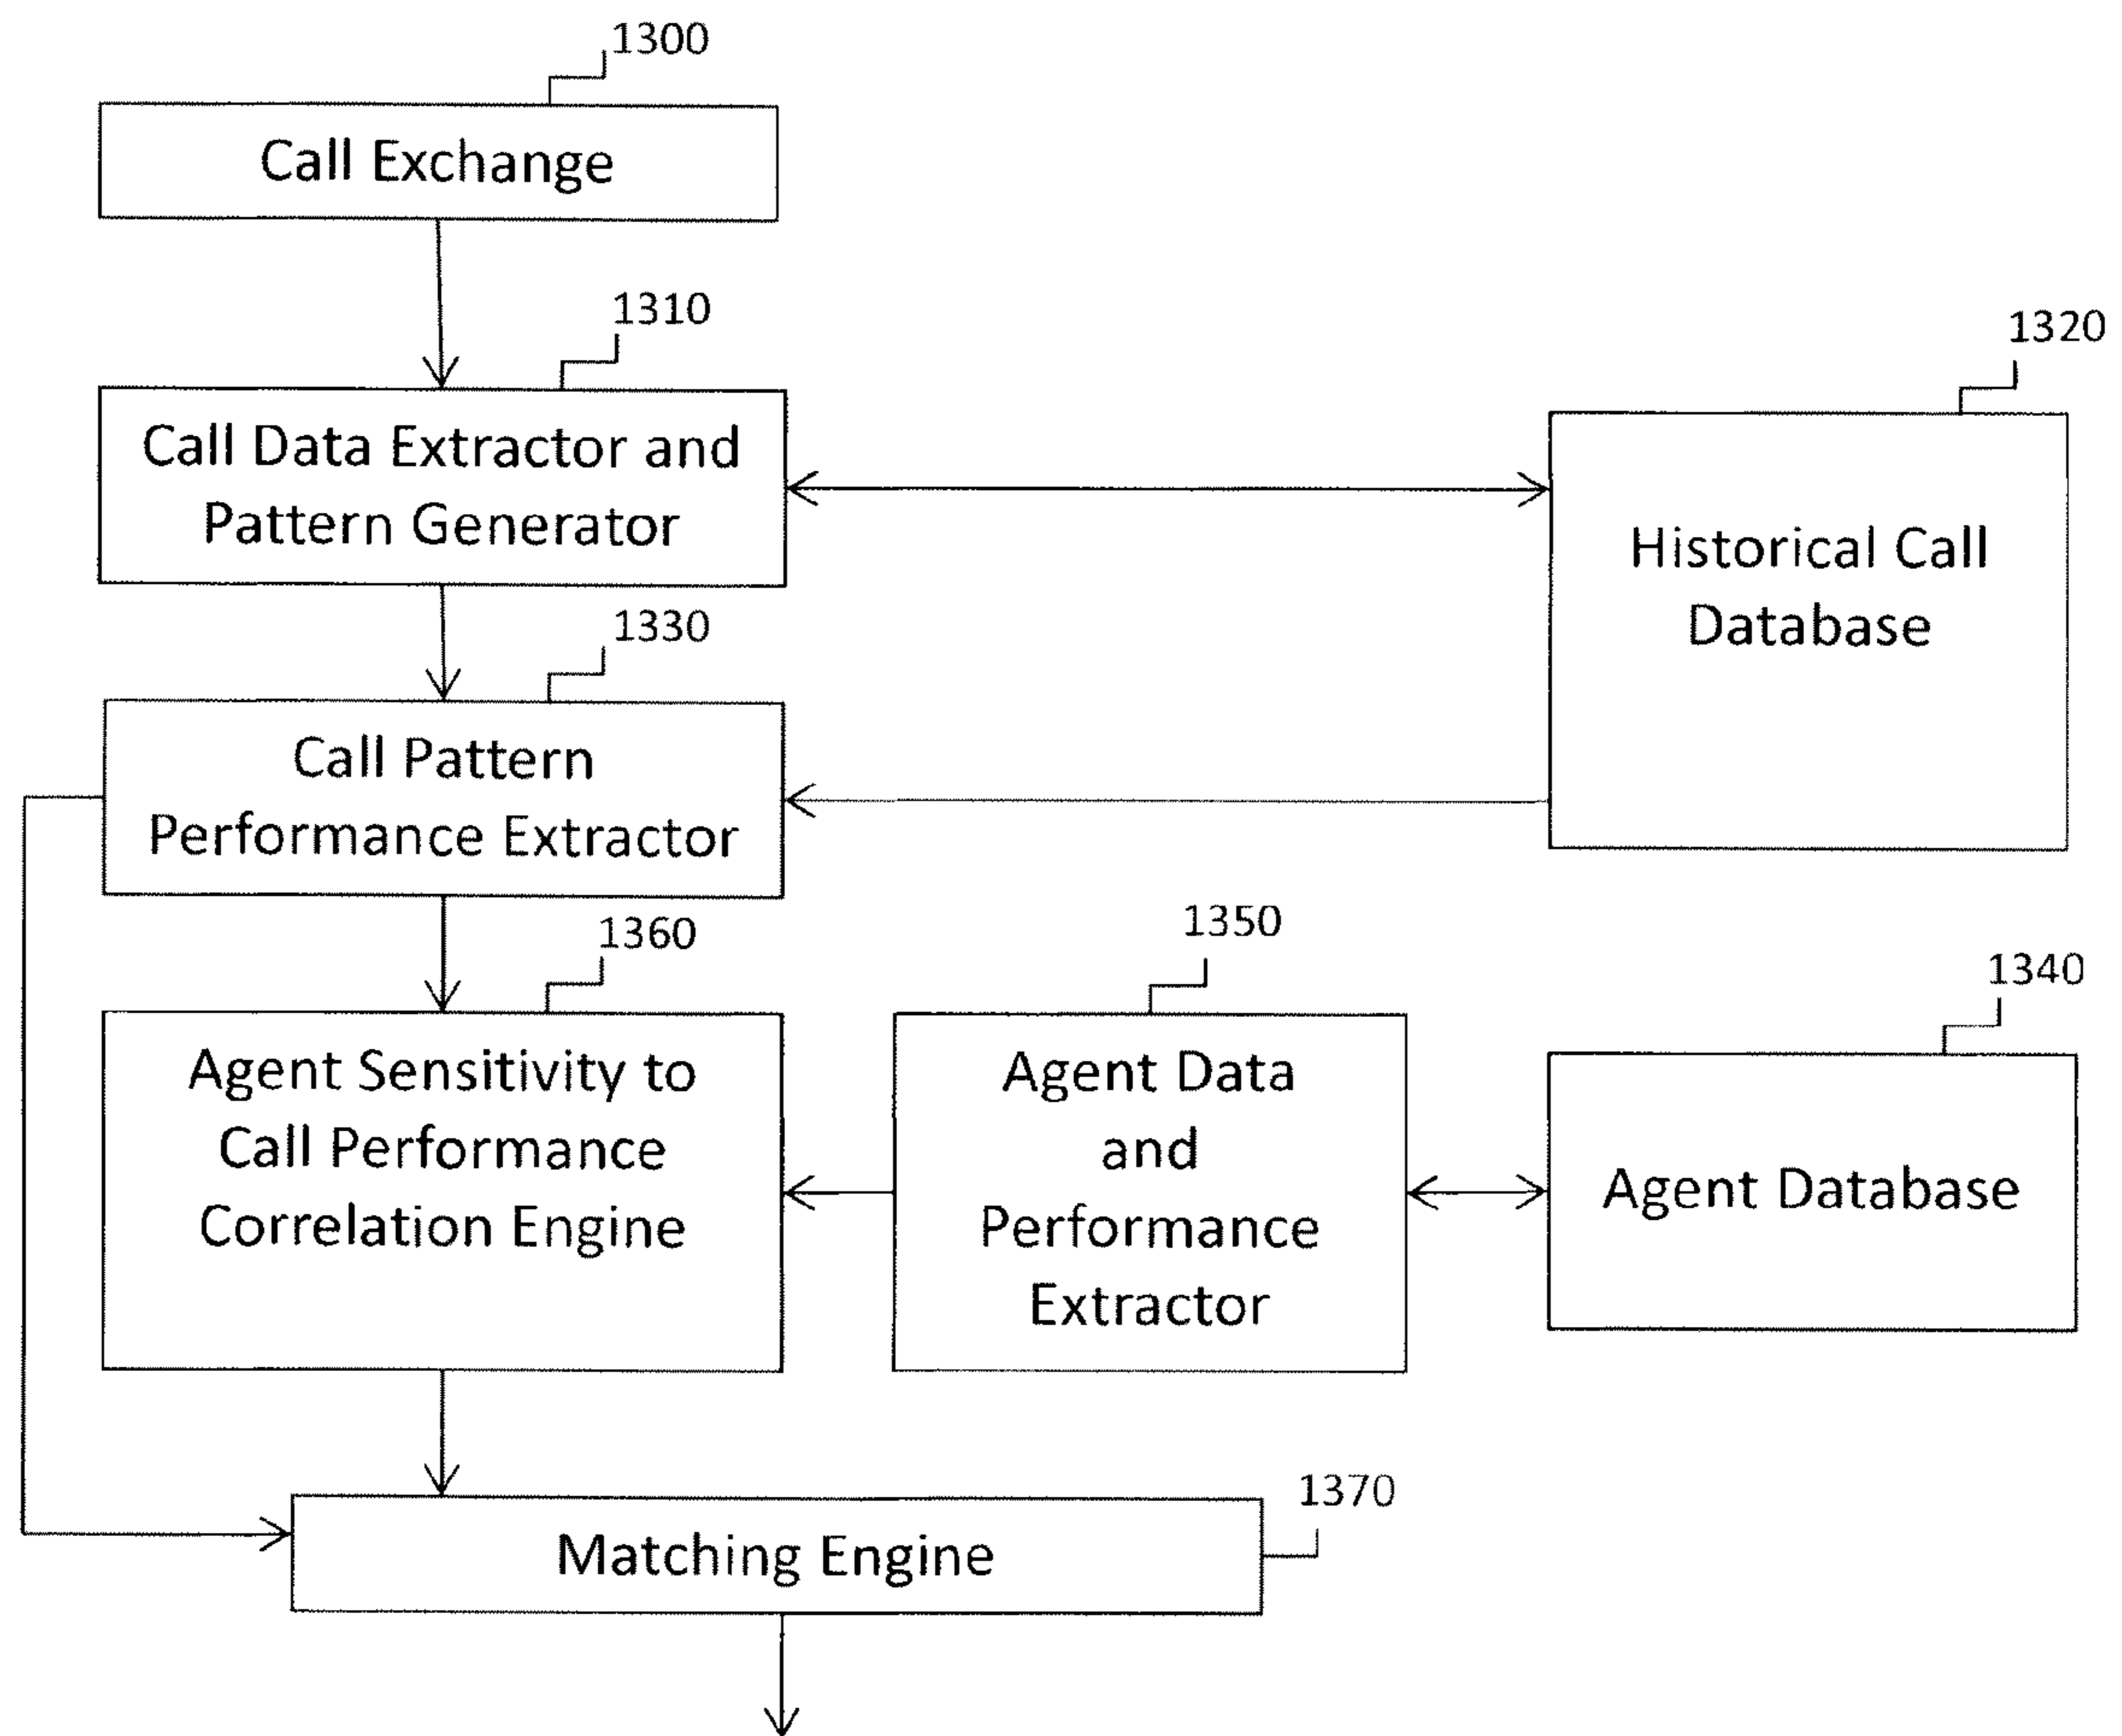 1300
Call Exchange
1310
1320
Call Data Extractor and
Pattern Generator
Historical Call
Database
1330
Call Pattern
Performance Extractor
1360
1350
1340
Agent Sensitivity to
Call Performance
Correlation Engine
Agent Data
and
Performance
Extractor
Agent Database
1370
Matching Engine